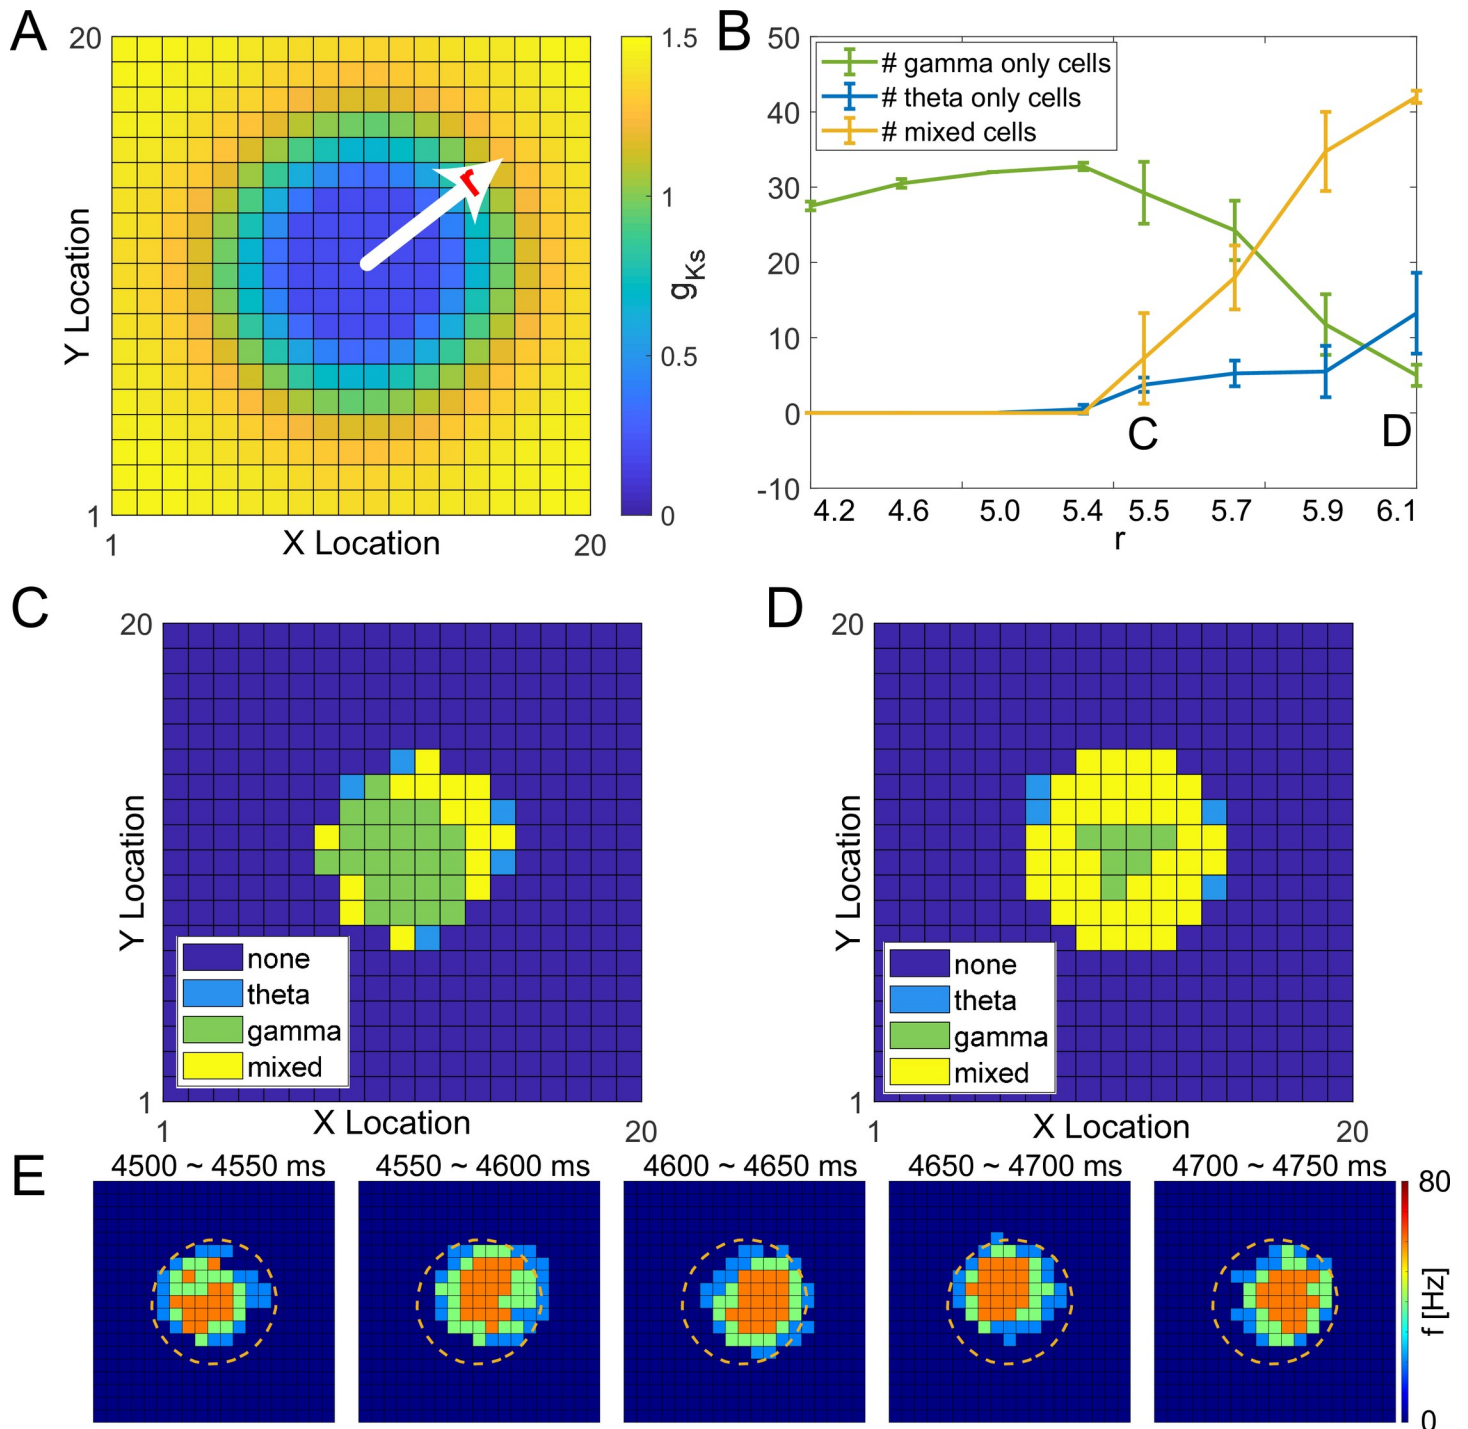 A
20
1
1
20
X Location
Y Location
r
1.5
1
0.5
0
gKs
B
50
40
30
20
10
0
-10
# gamma only cells
# theta only cells
# mixed cells
C
D
4.2
4.6
5.0
5.4
5.5
5.7
5.9
6.1
r
C
20
1
1
20
X Location
Y Location
none
theta
gamma
mixed
D
20
1
1
20
X Location
Y Location
none
theta
gamma
mixed
E
4500 ~ 4550 ms
4550 ~ 4600 ms
4600 ~ 4650 ms
4650 ~ 4700 ms
4700 ~ 4750 ms
80
0
f [Hz]